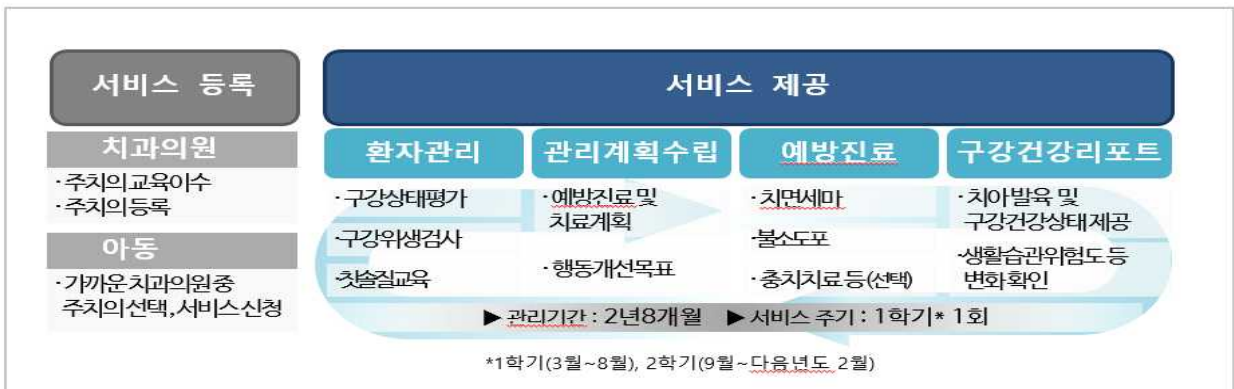 서비스 등록
서비스 제공
치과의원
· 주치의 교육이수
· 주치의 등록
아동
· 가까운 치과의원 중
주치의 선택, 서비스 신청
환자관리
· 구강상태평가
· 구강위생검사
· 칫솔질교육
관리계획수립
· 예방진료 및
치료계획
· 행동개선목표
예방진료
· 치면세마
· 불소도포
· 충치치료 등 (선택)
구강건강리포트
· 치아발육 및
구강건강상태 제공
· 생활습관위험도 등
변화확인
▶ 관리기간 : 2년8개월 ▶ 서비스 주기 : 1학기* 1회
*1학기(3월~8월), 2학기(9월~다음년도 2월)